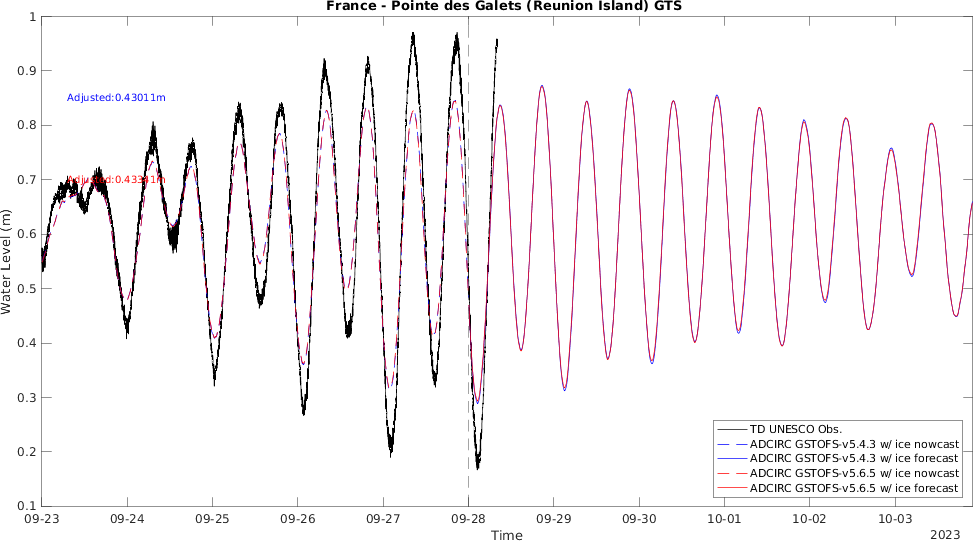 France - Pointe des Galets (Reunion Island) GTS
1
0.9
0.8
0.7
0.6
0.5
0.4
0.3
0.2
0.1
Water Level (m)
Adjusted:0.43011m
Adjusted:0.43341m
TD UNESCO Obs.
ADCIRC GSTOFS-v5.4.3 w/ ice nowcast
ADCIRC GSTOFS-v5.4.3 w/ ice forecast
ADCIRC GSTOFS-v5.6.5 w/ ice nowcast
ADCIRC GSTOFS-v5.6.5 w/ ice forecast
09-23 09-24 09-25 09-26 09-27 09-28 09-29 09-30 10-01 10-02 10-03
Time
2023